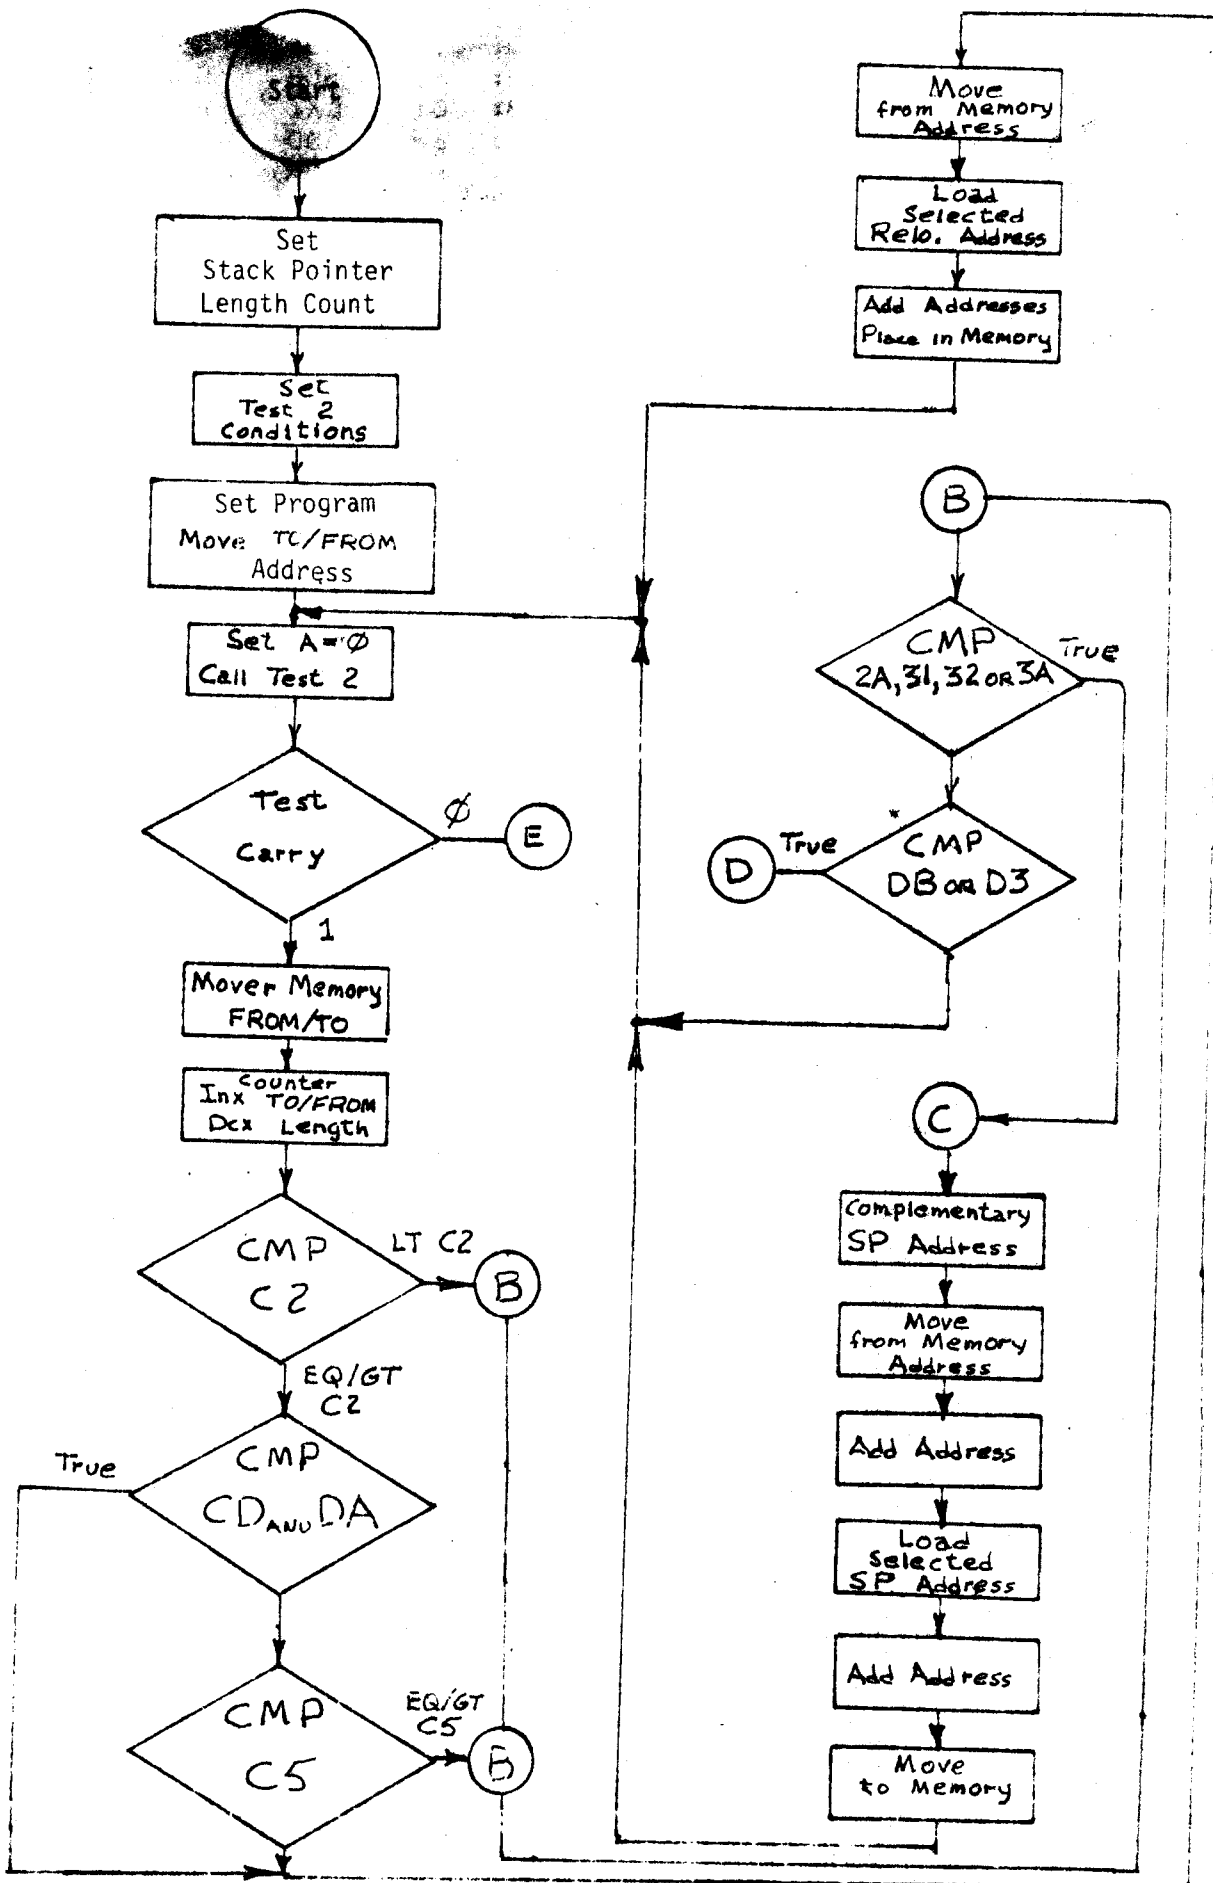 Start
Set
Stack Pointer
Length Count
Set
Test 2
Conditions
Set Program
Move TO/FROM
Address
Set A = Ø
Call Test 2
Test
Carry
Ø
E
1
Mover Memory
FROM/TO
Counter
Inx TO/FROM
Dcx Length
CMP
C2
LT C2
B
EQ/GT
C2
True
CMP
CD AND DA
CMP
C5
EQ/GT
C5
B
Move
from Memory
Address
Load
Selected
Relo. Address
Add Addresses
Place in Memory
B
CMP
2A, 31, 32 OR 3A
True
*
CMP
DB OR D3
True
D
C
Complementary
SP Address
Move
from Memory
Address
Add Address
Load
Selected
SP Address
Add Address
Move
to Memory